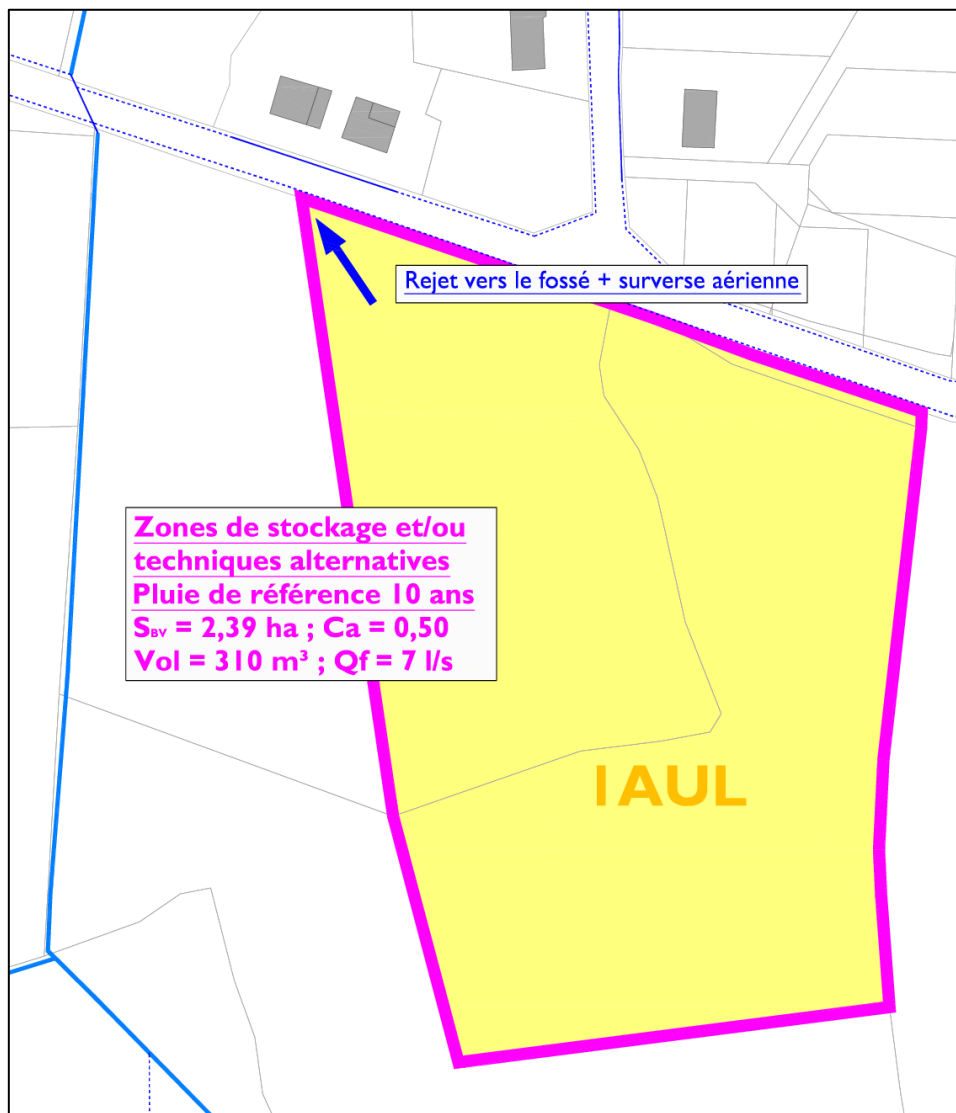 Rejet vers le fossé + surverse aérienne
Zones de stockage et/ou
techniques alternatives
Pluie de référence 10 ans
SBV = 2,39 ha ; Ca = 0,50
Vol = 310 m³ ; Qf = 7 l/s
1AUL